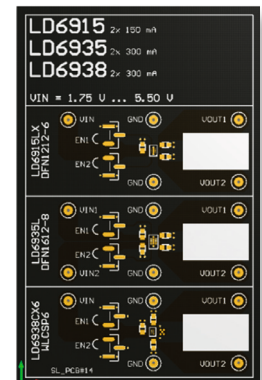 LD6915 2x 150 mA
LD6935 2x 300 mA
LD6938 2x 300 mA
VIN = 1.75 V ... 5.50 V
LD6915LX
DFN1212-6
VIN
GND
VOUT1
EN1
EN2
GND
VOUT2
LD6935L
DFN1612-8
VIN1
GND
VOUT1
EN1
EN2
VIN2
GND
VOUT2
LD6938CX6
WLCSP6
VIN
GND
VOUT1
EN1
EN2
GND
VOUT2
SL_PCB#14